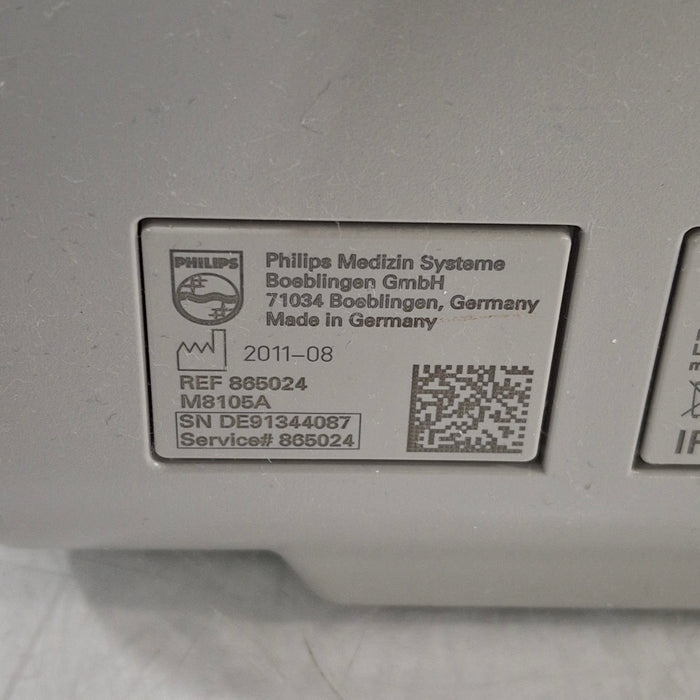 PHILIPS
Philips Medizin Systeme
Boeblingen GmbH
71034 Boeblingen, Germany
Made in Germany
2011-08
REF 865024
M8105A
SN DE91344087
Service# 865024
IP